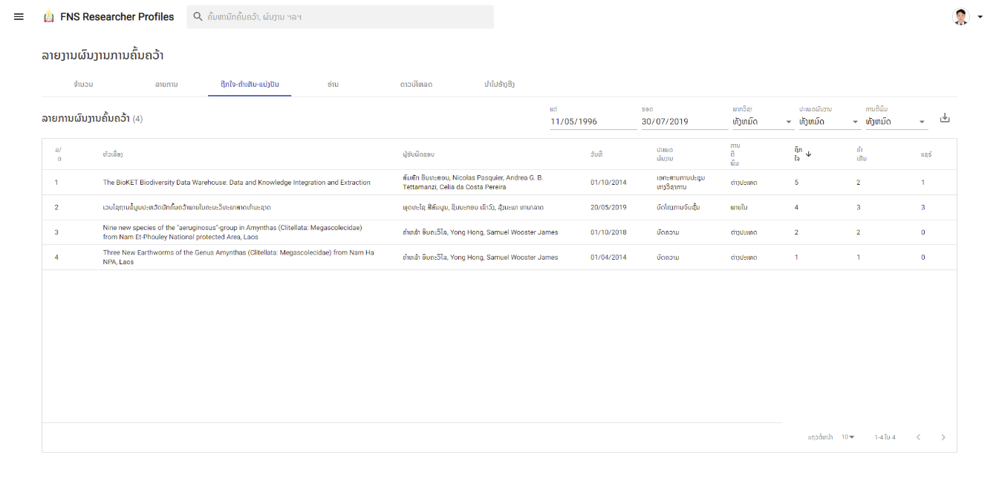 FNS Researcher Profiles
ຄົ້ນຫານັກຄົ້ນຄວ້າ, ຜົນງານ ຯລຯ
ລາຍງານຜົນງານການຄົ້ນຄວ້າ
ຈຳນວນ ລາຍການ ຖືກໃຈ-ຄຳເຫັນ-ແບ່ງປັນ ອ່ານ ດາວນ໌ໂຫລດ ນຳໄປອ້າງອີງ
ລາຍການຜົນງານຄົ້ນຄວ້າ (4)
ແຕ່ ຮອດ ພາກວິຊາ ປະເພດຜົນງານ ການຕີພິມ
11/05/1996 30/07/2019 ທັງຫມົດ ທັງຫມົດ ທັງຫມົດ
ລ/ດ ຫົວເລື່ອງ ຜູ້ຮັບຜິດຊອບ ວັນທີ ປະເພດຜົນງານ ການຕີພິມ ຖືກໃຈ ຄຳເຫັນ ແຊຣ໌
1 The BioKET Biodiversity Data Warehouse: Data and Knowledge Integration and Extraction ສົມສັກ ອິນທະສອນ, Nicolas Pasquier, Andrea G. B. Tettamanzi, Celia da Costa Pereira 01/10/2014 ເອກະສານການປະຊຸມທາງວິຊາການ ຕ່າງປະເທດ 5 2 1
2 ເວບໄຊຖານຂໍ້ມູນປະຫວັດນັກຄົ້ນຄວ້າພາຍໃນຄະນະວິທະຍາສາດທຳມະຊາດ ພຸດທະໄຊ ສີສົມບູນ, ຊິນນະກອນ ເຂົາວົງ, ລັງນະພາ ທານາລາດ 20/05/2019 ບົດໂຄງການຈົບຊັ້ນ ພາຍໃນ 4 3 3
3 Nine new species of the "aeruginosus"-group in Amynthas (Clitellata: Megascolecidae) from Nam Et-Phouley National protected Area, Laos ຄຳຫລ້າ ອິນຄະວີໄລ, Yong Hong, Samuel Wooster James 01/10/2018 ບົດຄວາມ ຕ່າງປະເທດ 2 2 0
4 Three New Earthworms of the Genus Amynthas (Clitellata: Megascolecidae) from Nam Ha NPA, Laos ຄຳຫລ້າ ອິນຄະວີໄລ, Yong Hong, Samuel Wooster James 01/04/2014 ບົດຄວາມ ຕ່າງປະເທດ 1 1 0
ແຖວຕໍ່ໜ້າ 10 1-4 ໃນ 4